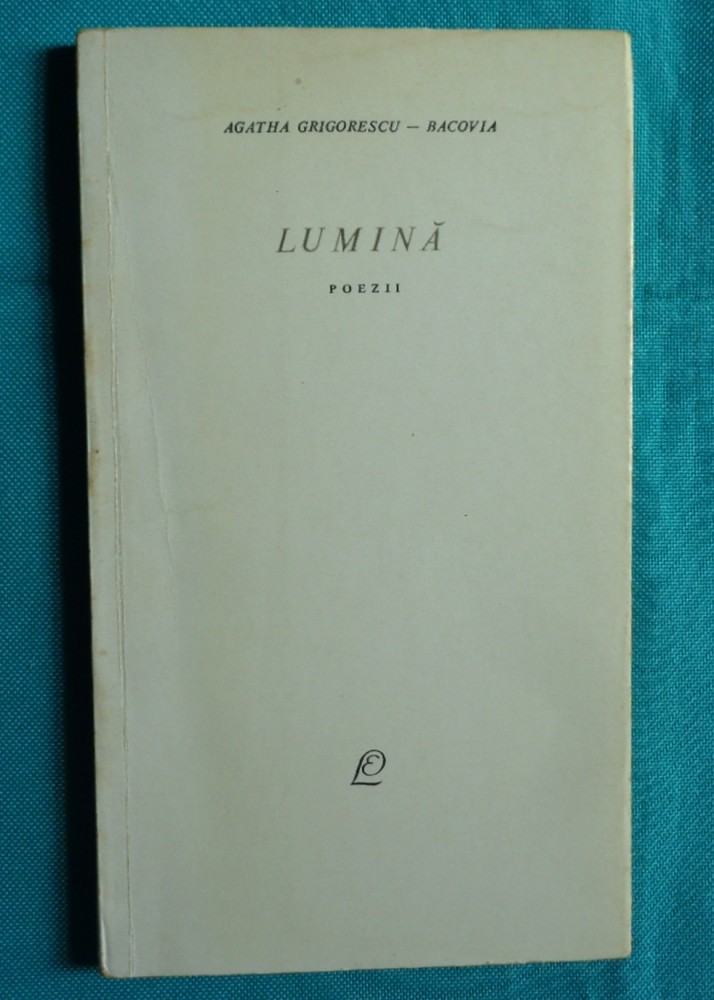 AGATHA GRIGORESCU — BACOVIA
LUMINĂ
POEZII